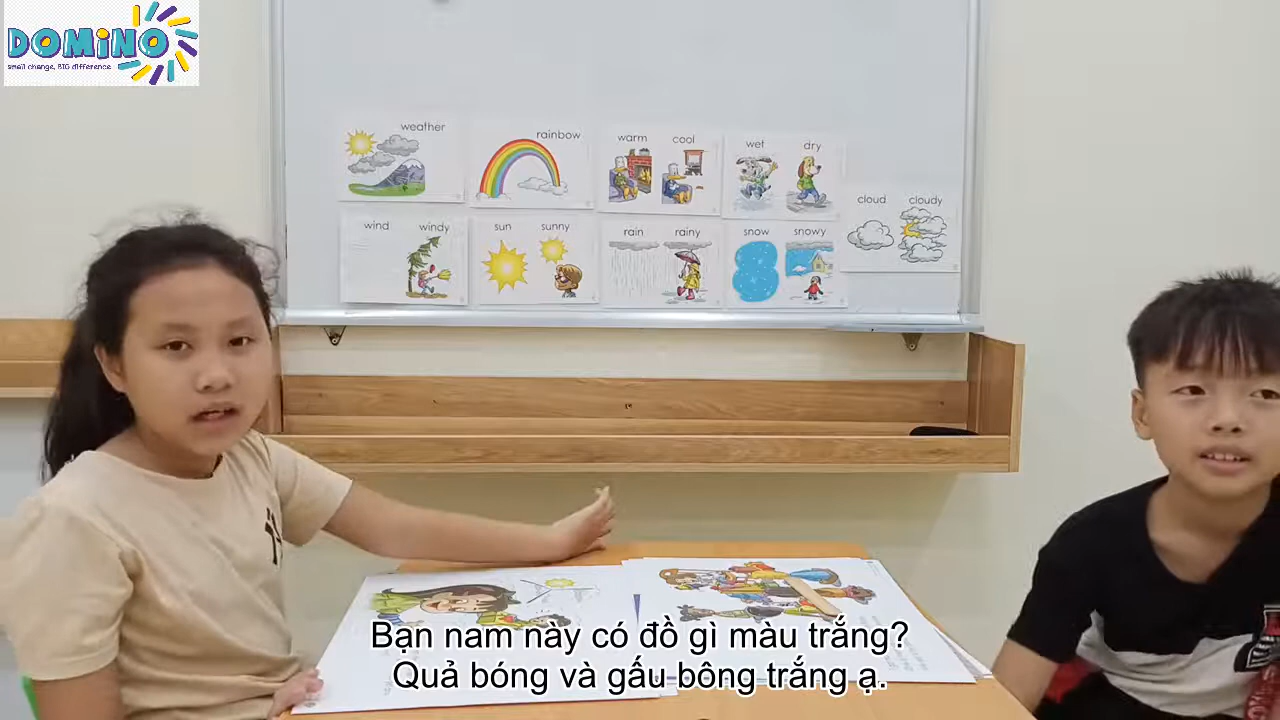 DOMINO
small change, BIG difference
weather
rainbow
warm cool
wet dry
cloud cloudy
wind windy
sun sunny
rain rainy
snow snowy
Bạn nam này có đồ gì màu trắng?
Quả bóng và gấu bông trắng ạ.